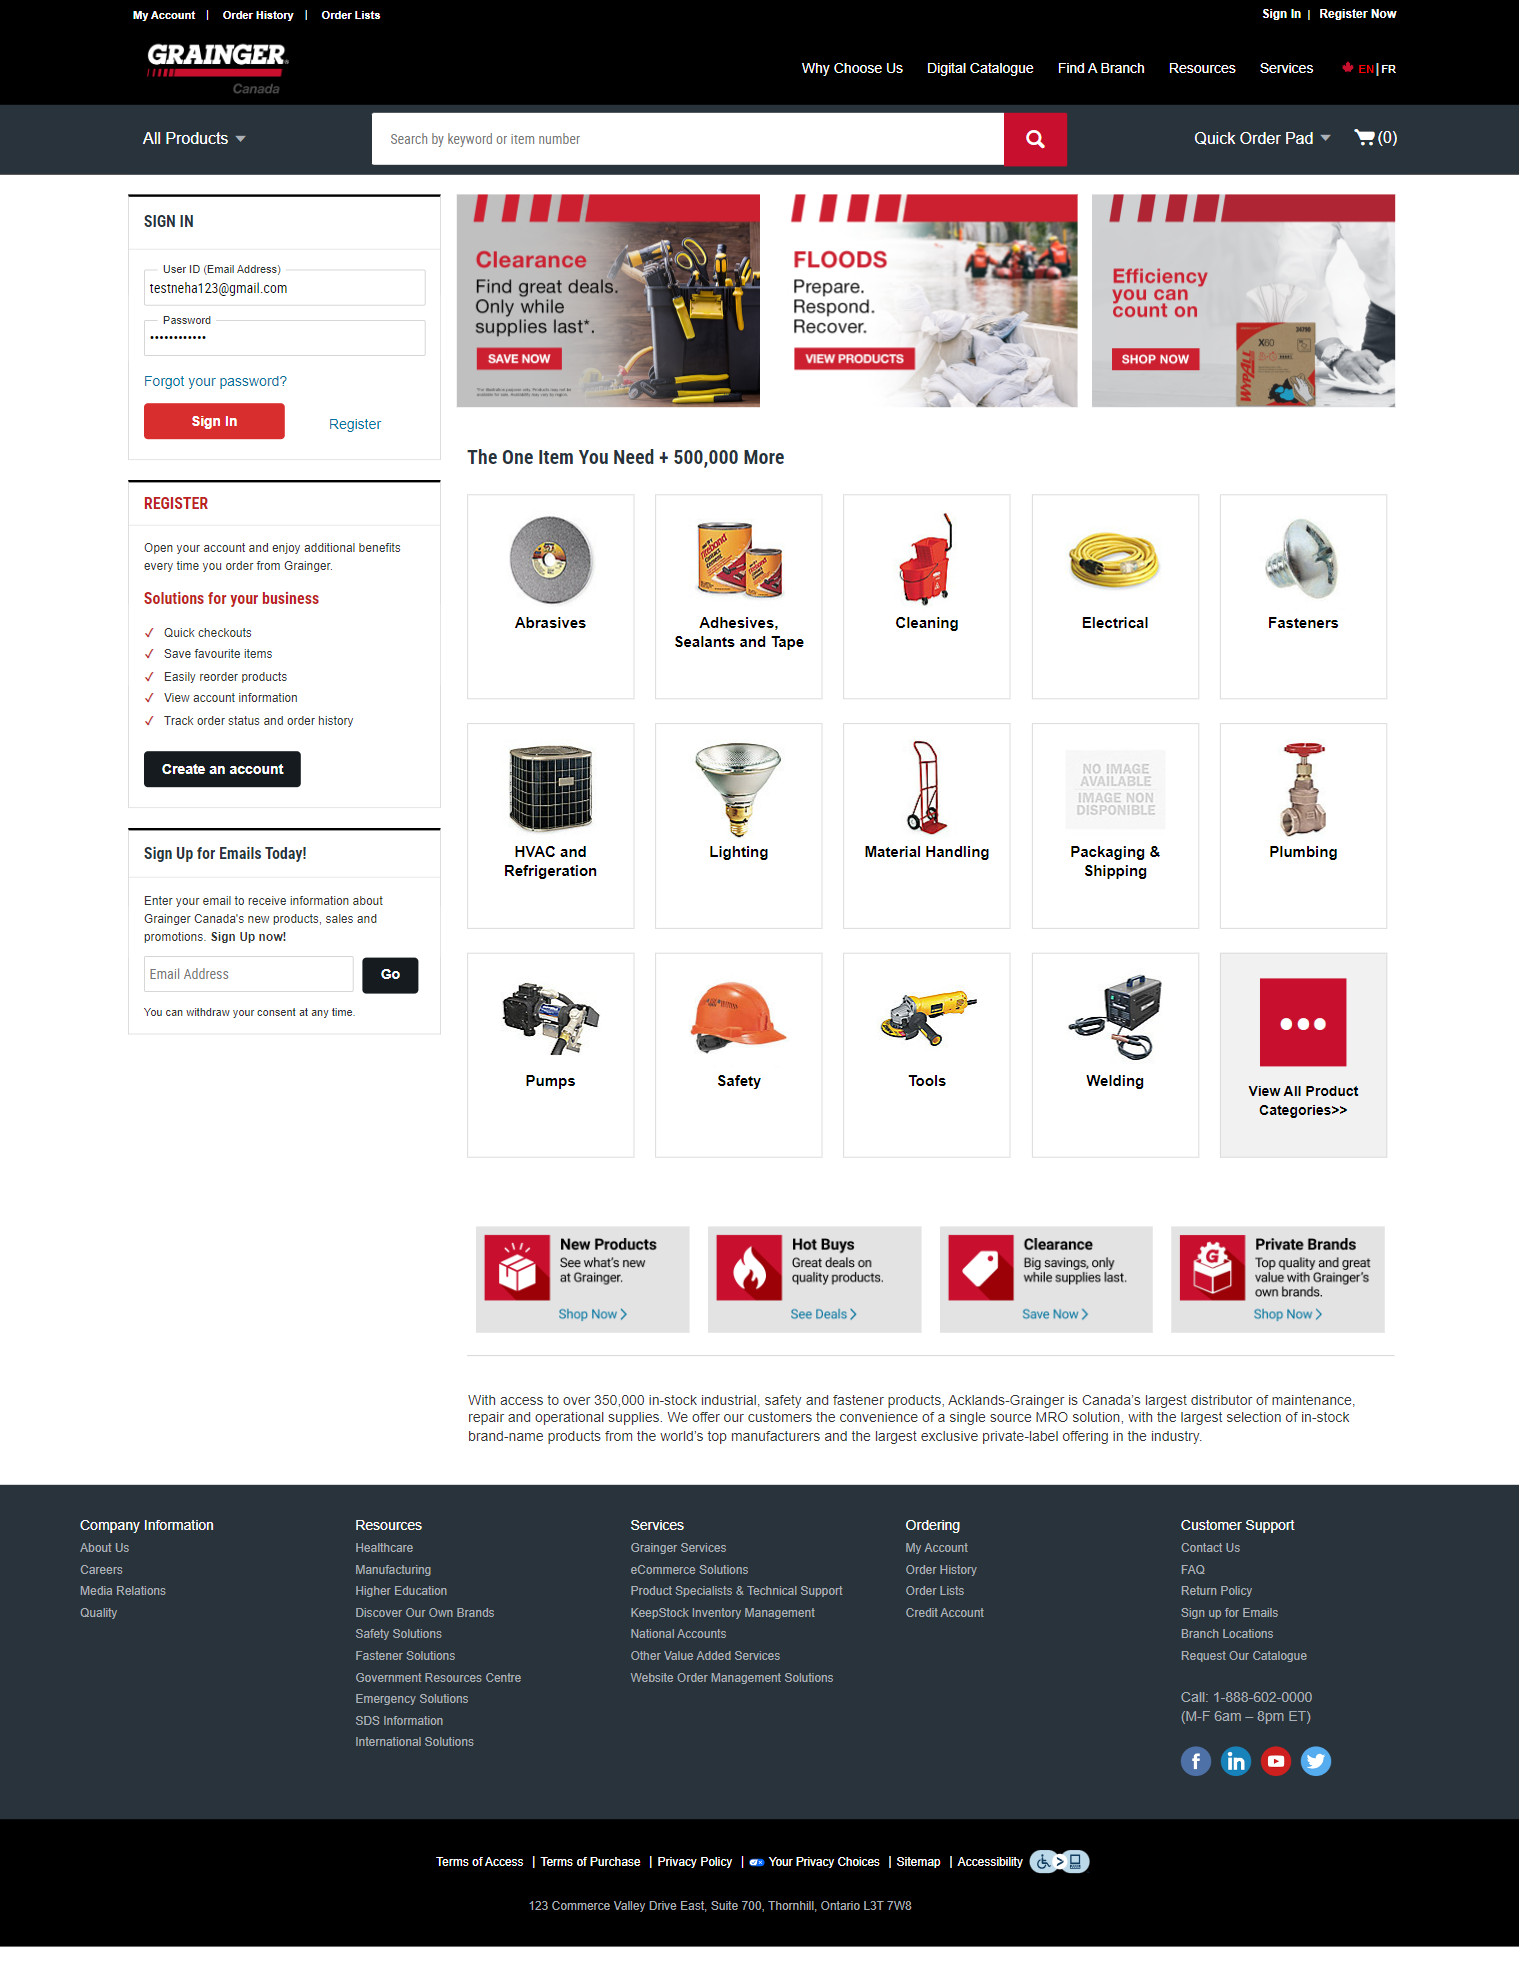 My Account | Order History | Order Lists
Sign In | Register Now
GRAINGER
Canada
Why Choose Us
Digital Catalogue
Find A Branch
Resources
Services
EN|FR
All Products
Search by keyword or item number
Quick Order Pad
(0)
SIGN IN
User ID (Email Address)
testneha123@gmail.com
Password
••••••••••••
Forgot your password?
Sign In
Register
Clearance
Find great deals.
Only while
supplies last*.
SAVE NOW
FLOODS
Prepare.
Respond.
Recover.
VIEW PRODUCTS
Efficiency
you can
count on
SHOP NOW
X60
WYPALL
REGISTER
Open your account and enjoy additional benefits
every time you order from Grainger.
Solutions for your business
Quick checkouts
Save favourite items
Easily reorder products
View account information
Track order status and order history
Create an account
Sign Up for Emails Today!
Enter your email to receive information about
Grainger Canada's new products, sales and
promotions. Sign Up now!
Email Address
Go
You can withdraw your consent at any time.
The One Item You Need + 500,000 More
Abrasives
Adhesives,
Sealants and Tape
Cleaning
Electrical
Fasteners
HVAC and
Refrigeration
Lighting
Material Handling
NO IMAGE
AVAILABLE
IMAGE NON
DISPONIBLE
Packaging &
Shipping
Plumbing
Pumps
Safety
Tools
Welding
View All Product
Categories>>
New Products
See what's new
at Grainger.
Shop Now >
Hot Buys
Great deals on
quality products.
See Deals >
Clearance
Big savings, only
while supplies last.
Save Now >
Private Brands
Top quality and great
value with Grainger's
own brands.
Shop Now >
With access to over 350,000 in-stock industrial, safety and fastener products, Acklands-Grainger is Canada's largest distributor of maintenance,
repair and operational supplies. We offer our customers the convenience of a single source MRO solution, with the largest selection of in-stock
brand-name products from the world's top manufacturers and the largest exclusive private-label offering in the industry.
Company Information
About Us
Careers
Media Relations
Quality
Resources
Healthcare
Manufacturing
Higher Education
Discover Our Own Brands
Safety Solutions
Fastener Solutions
Government Resources Centre
Emergency Solutions
SDS Information
International Solutions
Services
Grainger Services
eCommerce Solutions
Product Specialists & Technical Support
KeepStock Inventory Management
National Accounts
Other Value Added Services
Website Order Management Solutions
Ordering
My Account
Order History
Order Lists
Credit Account
Customer Support
Contact Us
FAQ
Return Policy
Sign up for Emails
Branch Locations
Request Our Catalogue
Call: 1-888-602-0000
(M-F 6am – 8pm ET)
Terms of Access | Terms of Purchase | Privacy Policy | Your Privacy Choices | Sitemap | Accessibility
123 Commerce Valley Drive East, Suite 700, Thornhill, Ontario L3T 7W8